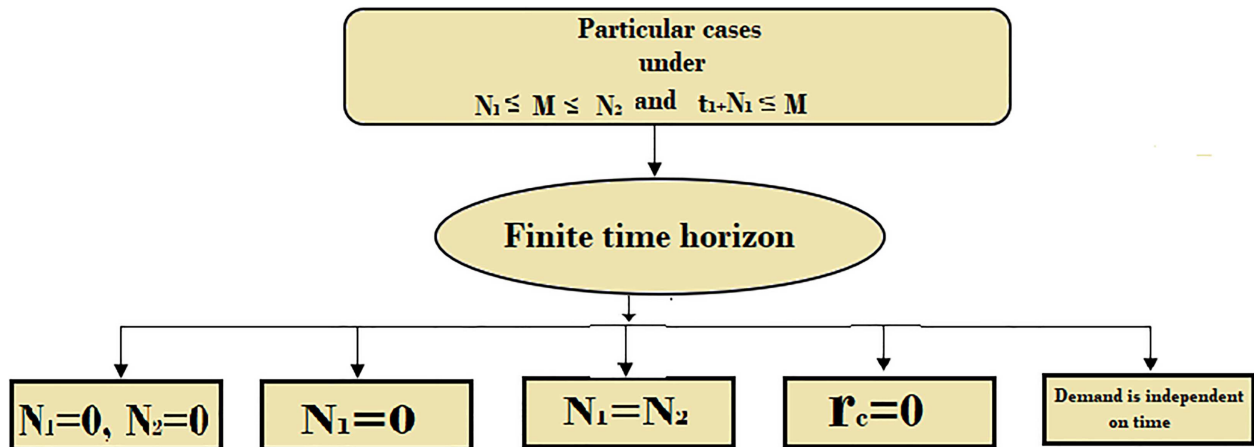 Particular cases
under
N₁ ≤ M ≤ N₂ and t₁+N₁ ≤ M
Finite time horizon
N₁=0, N₂=0
N₁=0
N₁=N₂
r꜀=0
Demand is independent
on time